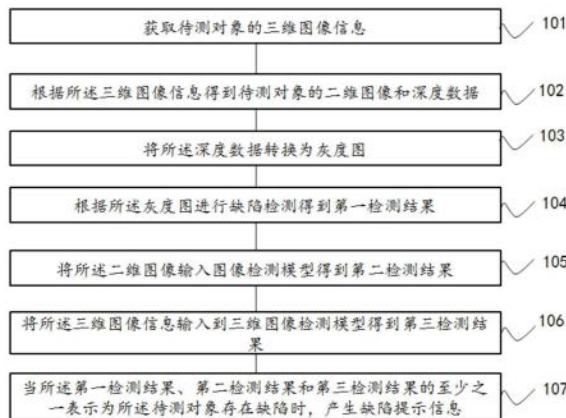 获取待测对象的三维图像信息
101
根据所述三维图像信息得到待测对象的二维图像和深度数据
102
将所述深度数据转换为灰度图
103
根据所述灰度图进行缺陷检测得到第一检测结果
104
将所述二维图像输入图像检测模型得到第二检测结果
105
将所述三维图像信息输入到三维图像检测模型得到第三检测结
果
106
当所述第一检测结果、第二检测结果和第三检测结果的至少之
一表示为所述待测对象存在缺陷时，产生缺陷提示信息
107